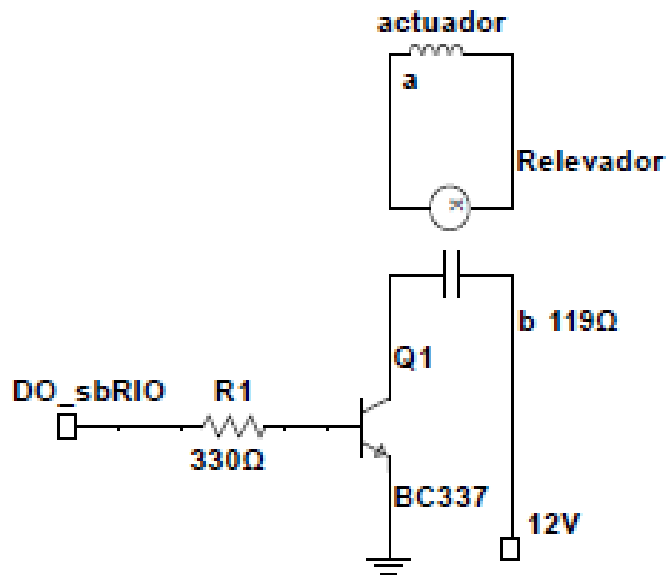 actuador
a
Relevador
b 119Ω
Q1
DO_sbRIO
R1
330Ω
BC337
12V